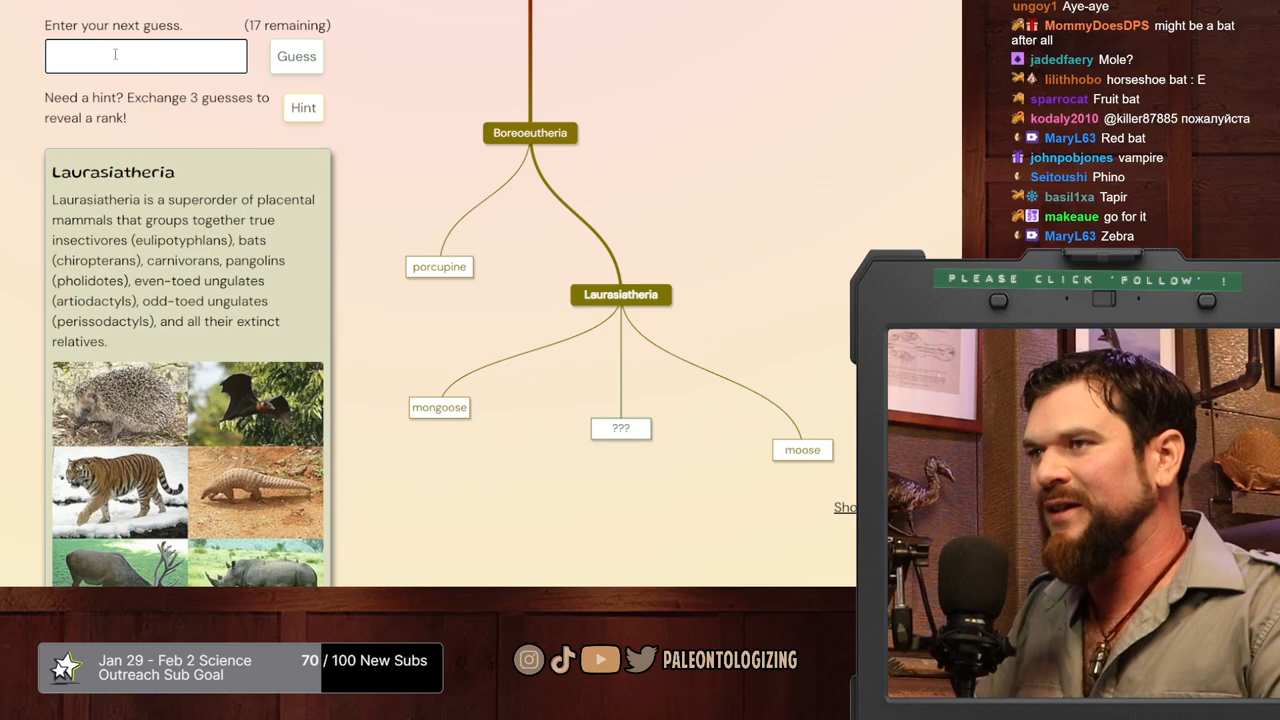 Enter your next guess. (17 remaining)
Guess
Need a hint? Exchange 3 guesses to
reveal a rank!
Hint
Laurasiatheria
Laurasiatheria is a superorder of placental
mammals that groups together true
insectivores (eulipotyphlans), bats
(chiropterans), carnivorans, pangolins
(pholidotes), even-toed ungulates
(artiodactyls), odd-toed ungulates
(perissodactyls), and all their extinct
relatives.
Boreoeutheria
porcupine
Laurasiatheria
mongoose
???
moose
Sho
ungoy1 Aye-aye
MommyDoesDPS might be a bat
after all
jadedfaery Mole?
lilithhobo horseshoe bat : E
sparrocat Fruit bat
kodaly2010 @killer87885 пожалуйста
MaryL63 Red bat
johnpobjones vampire
Seitoushi Phino
basil1xa Tapir
makeaue go for it
MaryL63 Zebra
PLEASE CLICK "FOLLOW" !
Jan 29 - Feb 2 Science
Outreach Sub Goal
70 / 100 New Subs
PALEONTOLOGIZING